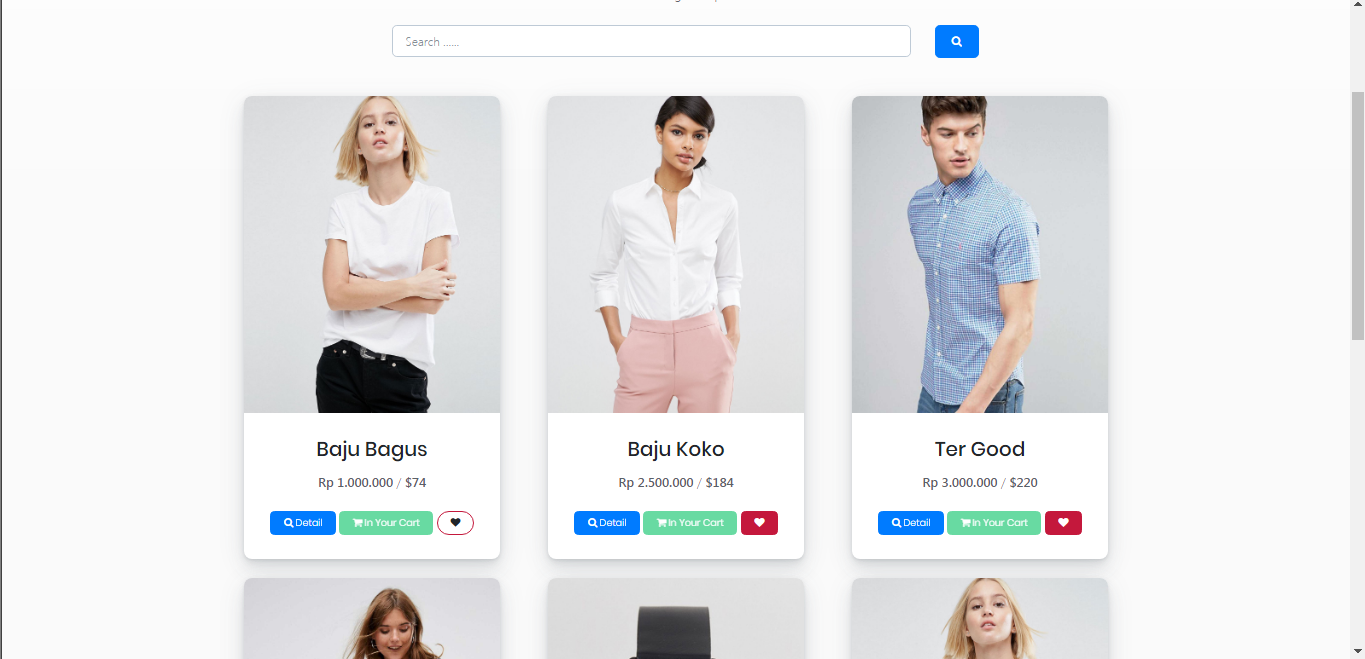 Search ......
Baju Bagus
Rp 1.000.000 / $74
Detail
In Your Cart
Baju Koko
Rp 2.500.000 / $184
Detail
In Your Cart
Ter Good
Rp 3.000.000 / $220
Detail
In Your Cart